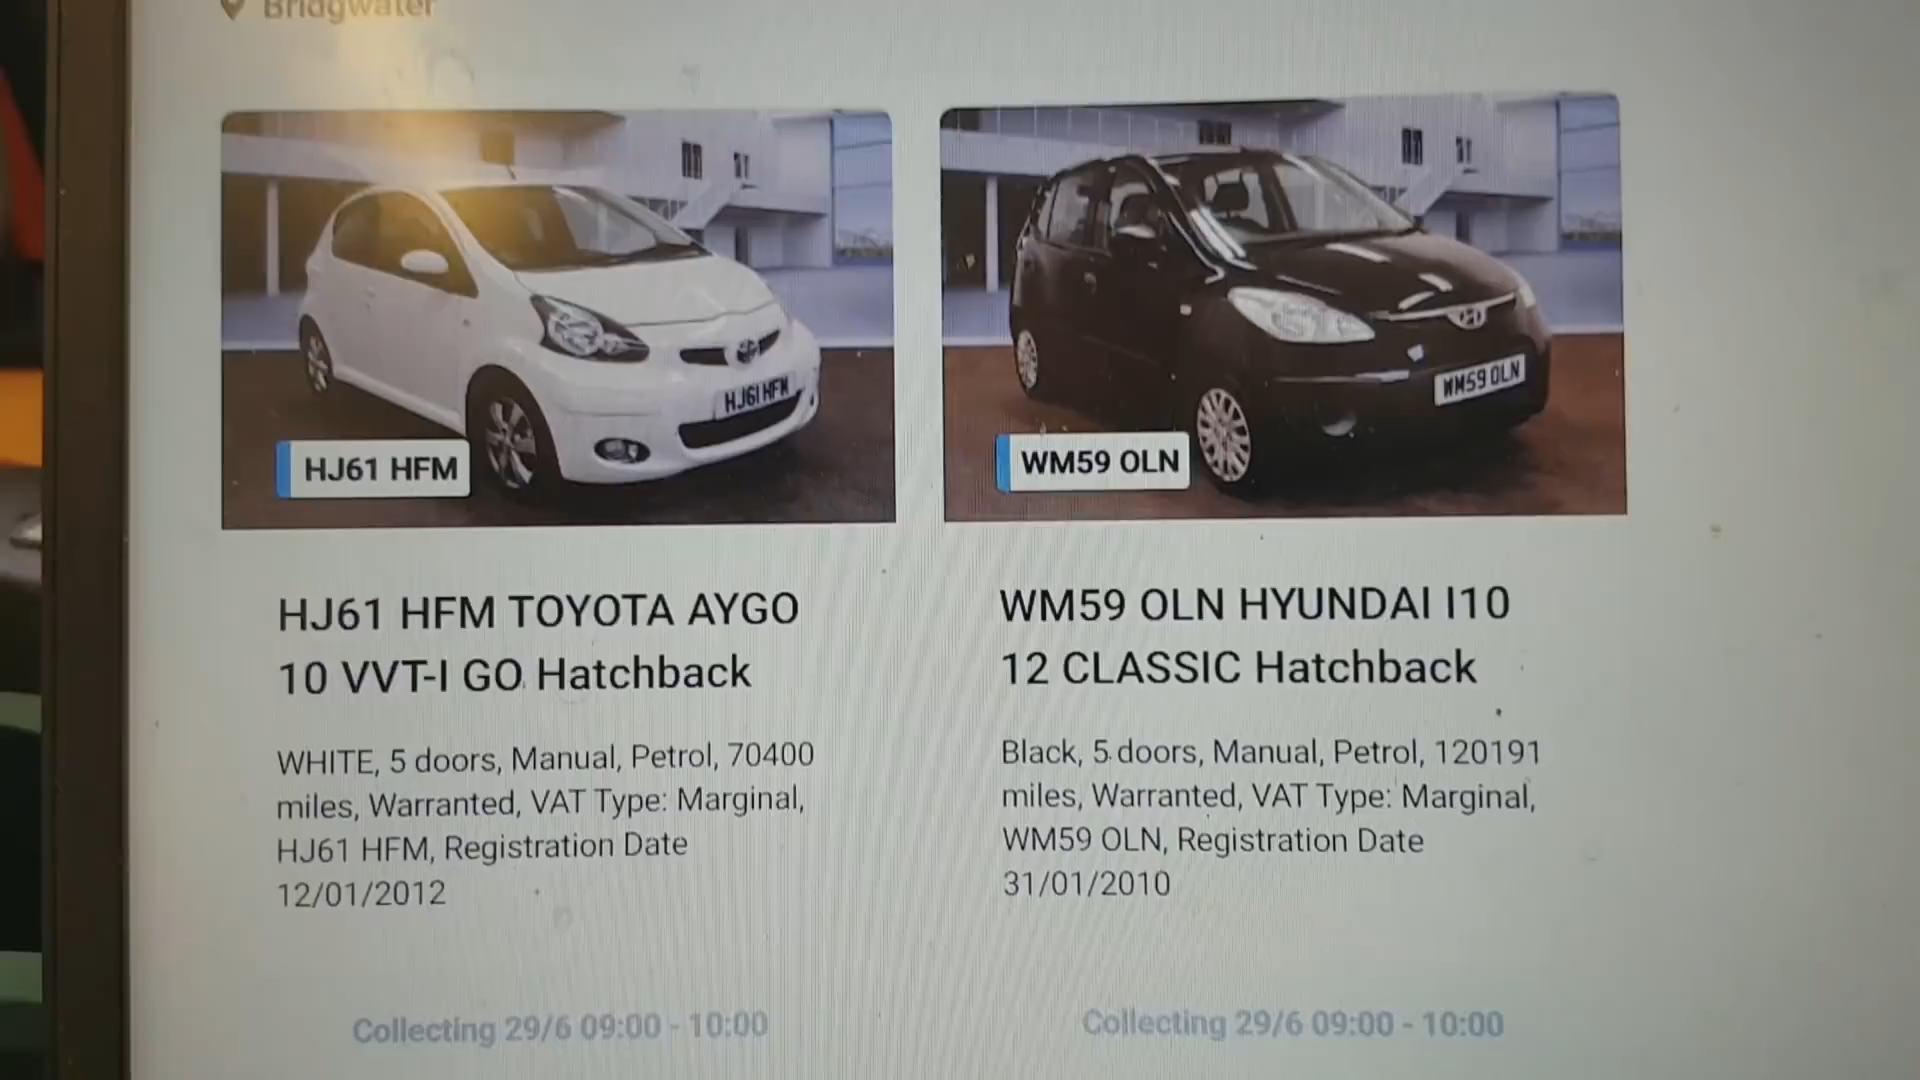 Bridgwater
HJ61 HFM
HJ61 HFM
WM59 OLN
WM59 OLN
HJ61 HFM TOYOTA AYGO
10 VVT-I GO Hatchback
WHITE, 5 doors, Manual, Petrol, 70400
miles, Warranted, VAT Type: Marginal,
HJ61 HFM, Registration Date
12/01/2012
Collecting 29/6 09:00 - 10:00
WM59 OLN HYUNDAI I10
12 CLASSIC Hatchback
Black, 5 doors, Manual, Petrol, 120191
miles, Warranted, VAT Type: Marginal,
WM59 OLN, Registration Date
31/01/2010
Collecting 29/6 09:00 - 10:00